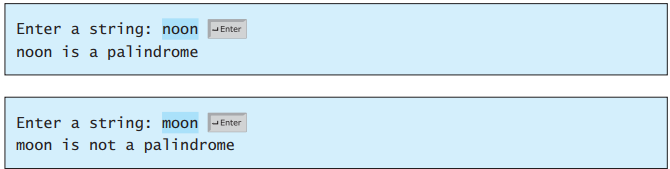 Enter a string: noon ↵Enter
noon is a palindrome
Enter a string: moon ↵Enter
moon is not a palindrome